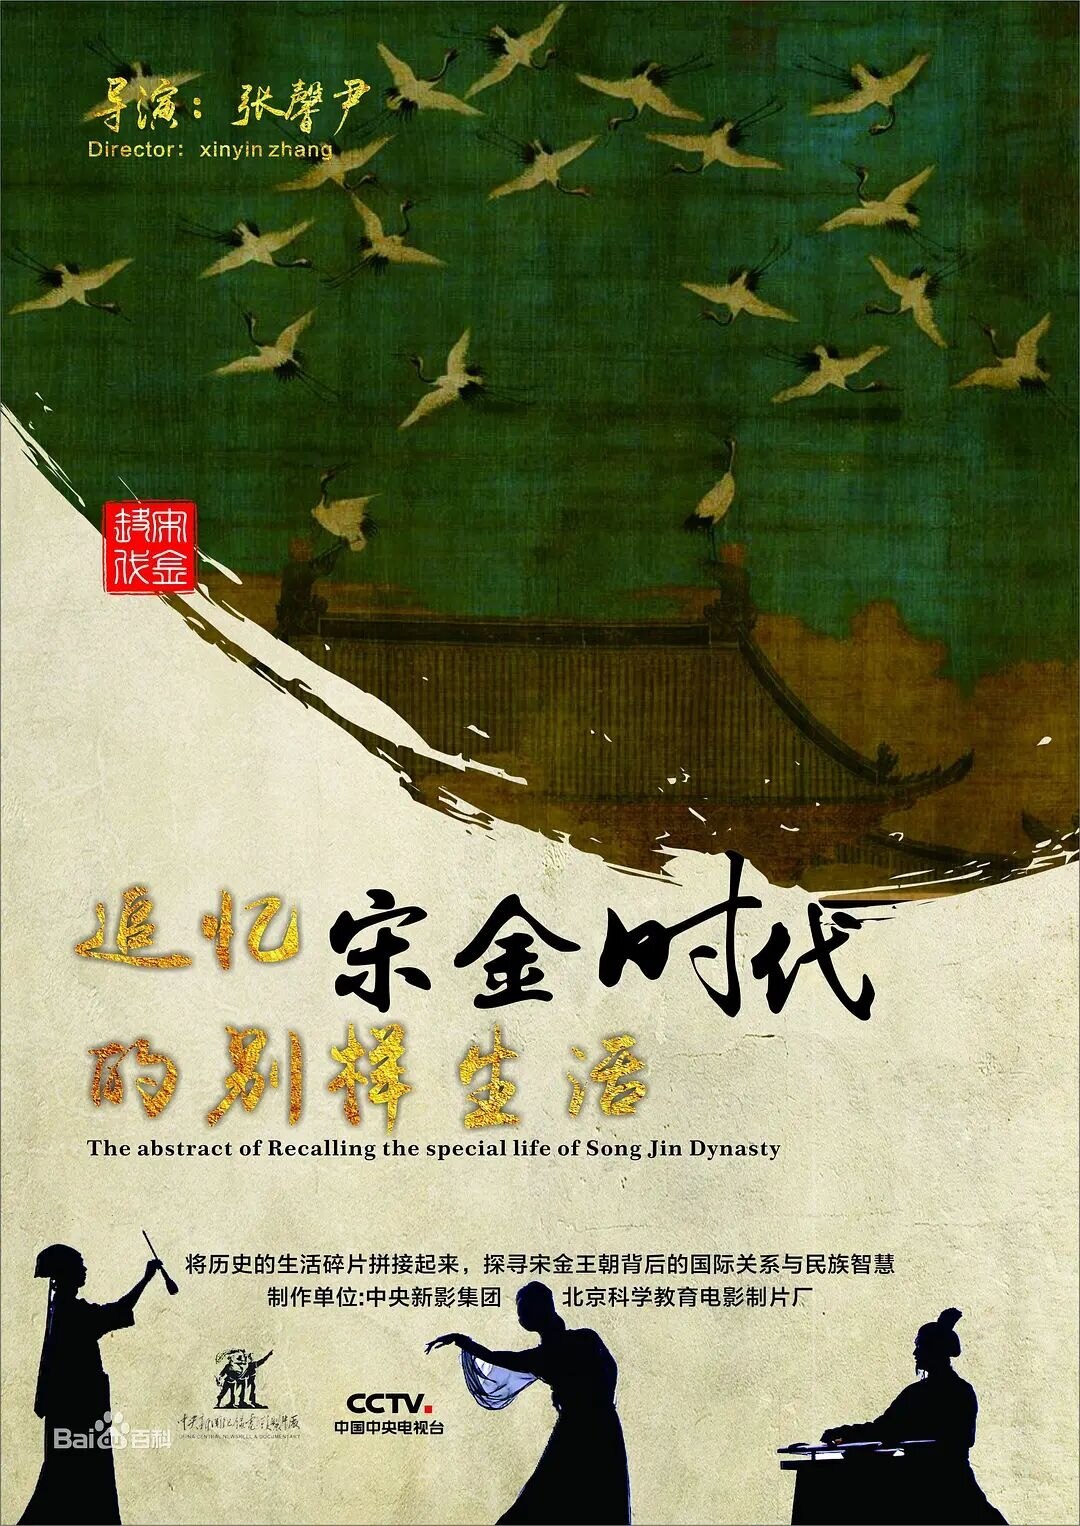 导演：张馨尹
Director: xinyin zhang
追忆宋金时代
的别样生活
The abstract of Recalling the special life of Song Jin Dynasty
将历史的生活碎片拼接起来，探寻宋金王朝背后的国际关系与民族智慧
制作单位:中央新影集团 北京科学教育电影制片厂
CCTV.
中国中央电视台
Baidu百科